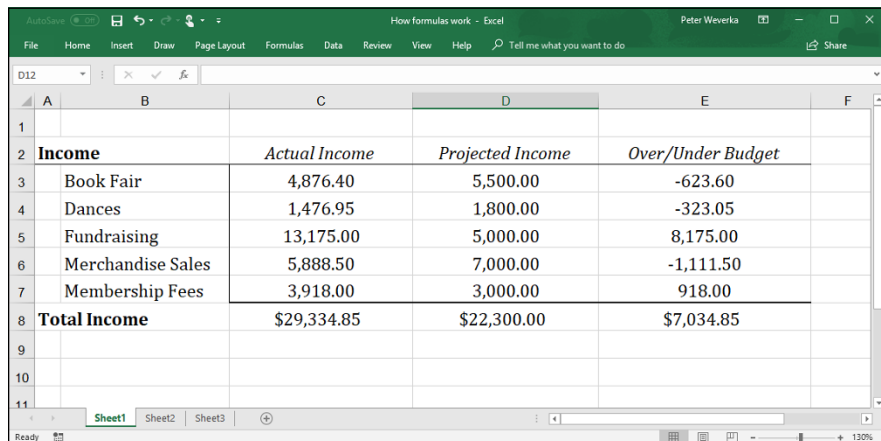 AutoSave Off How formulas work - Excel Peter Weverka
File Home Insert Draw Page Layout Formulas Data Review View Help Tell me what you want to do Share
D12 fx
A B C D E F
1
2 Income Actual Income Projected Income Over/Under Budget
3 Book Fair 4,876.40 5,500.00 -623.60
4 Dances 1,476.95 1,800.00 -323.05
5 Fundraising 13,175.00 5,000.00 8,175.00
6 Merchandise Sales 5,888.50 7,000.00 -1,111.50
7 Membership Fees 3,918.00 3,000.00 918.00
8 Total Income $29,334.85 $22,300.00 $7,034.85
9
10
11
Sheet1 Sheet2 Sheet3
Ready 130%